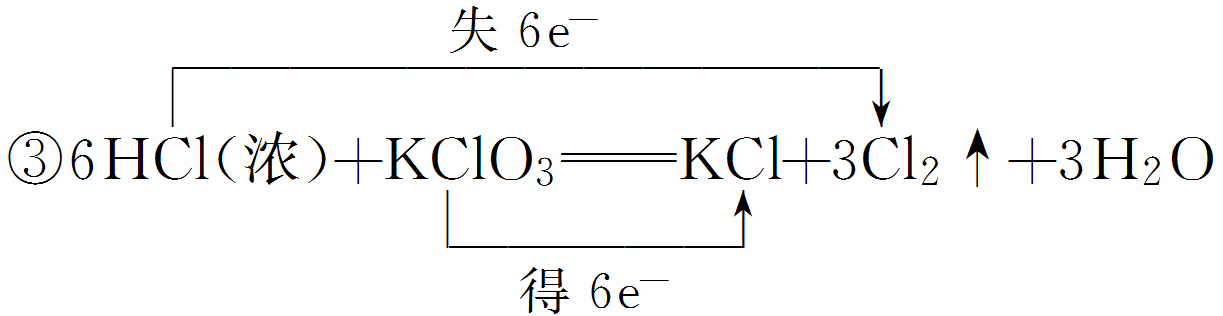 失 6e⁻
③6HCl(浓)+KClO₃══KCl+3Cl₂↑+3H₂O
得 6e⁻